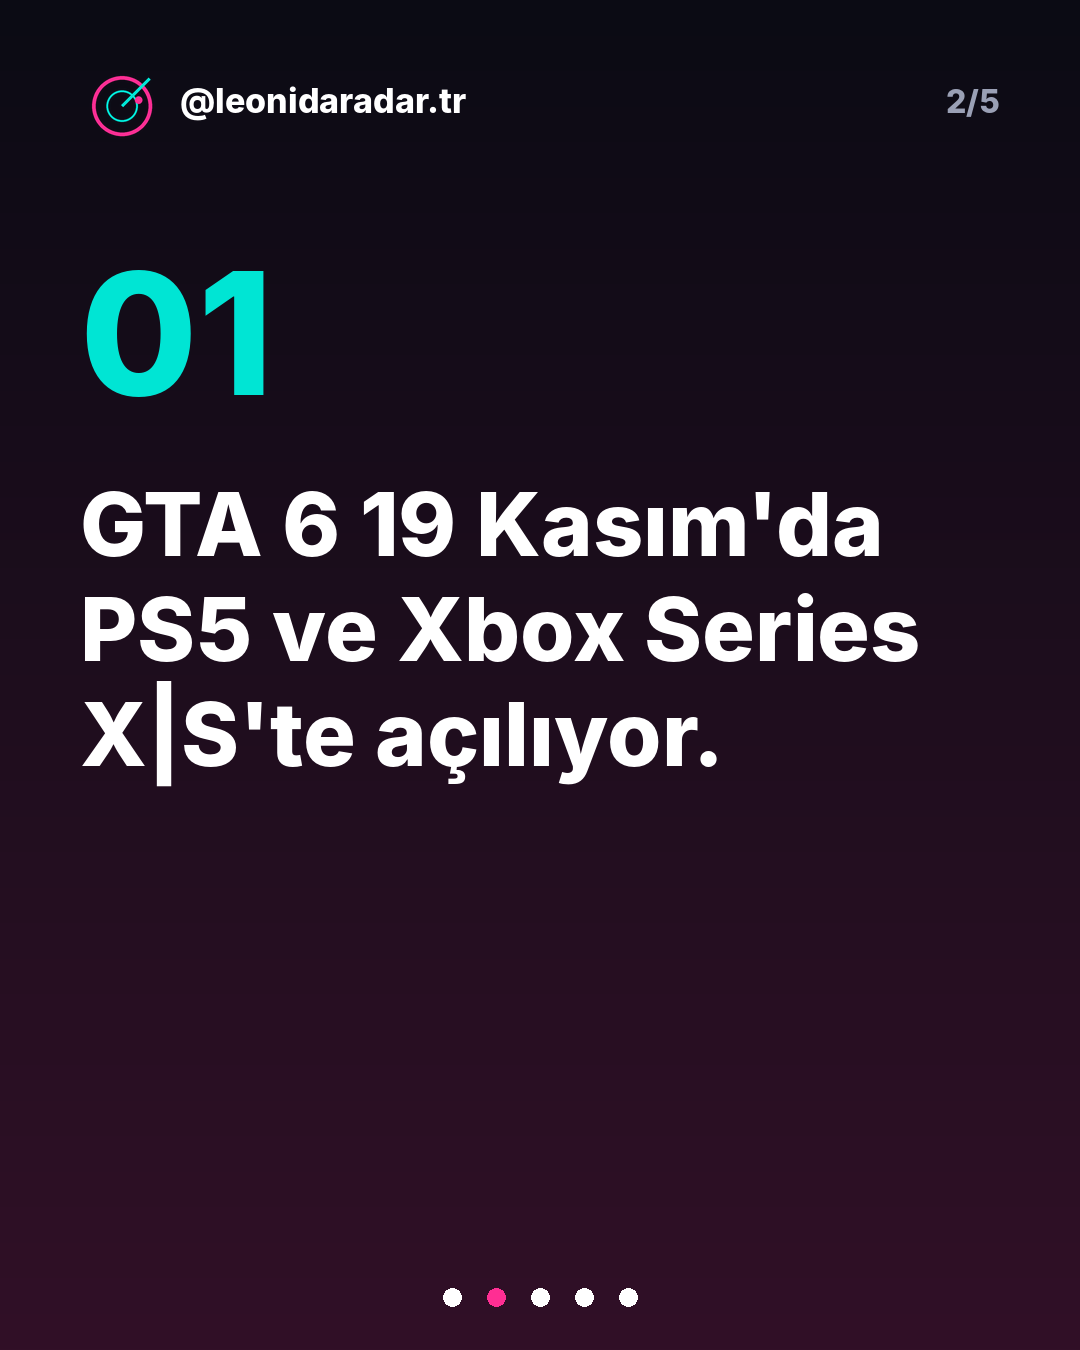 @leonidaradar.tr
2/5
01
GTA 6 19 Kasım'da
PS5 ve Xbox Series
X|S'te açılıyor.